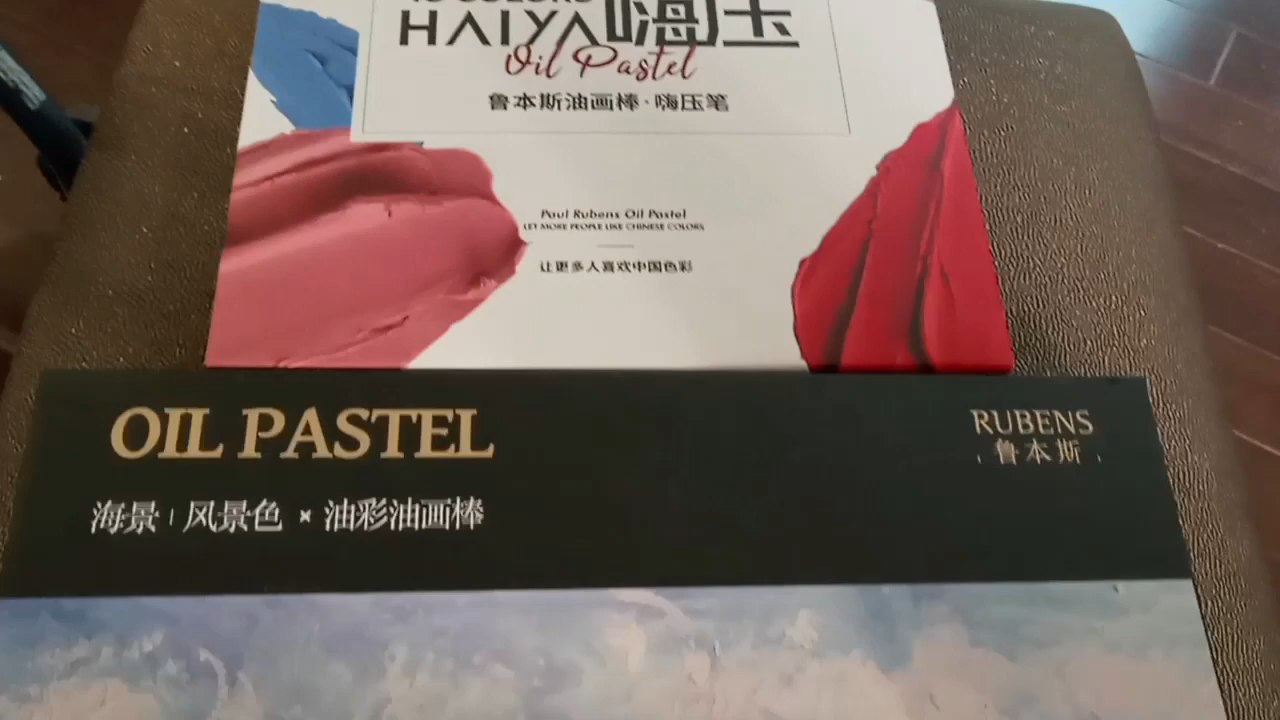 HAIYA嗨压
Oil Pastel
鲁本斯油画棒·嗨压笔
Paul Rubens Oil Pastel
LET MORE PEOPLE LIKE CHINESE COLORS
让更多人喜欢中国色彩
OIL PASTEL
RUBENS
鲁本斯
海景 | 风景色 × 油彩油画棒